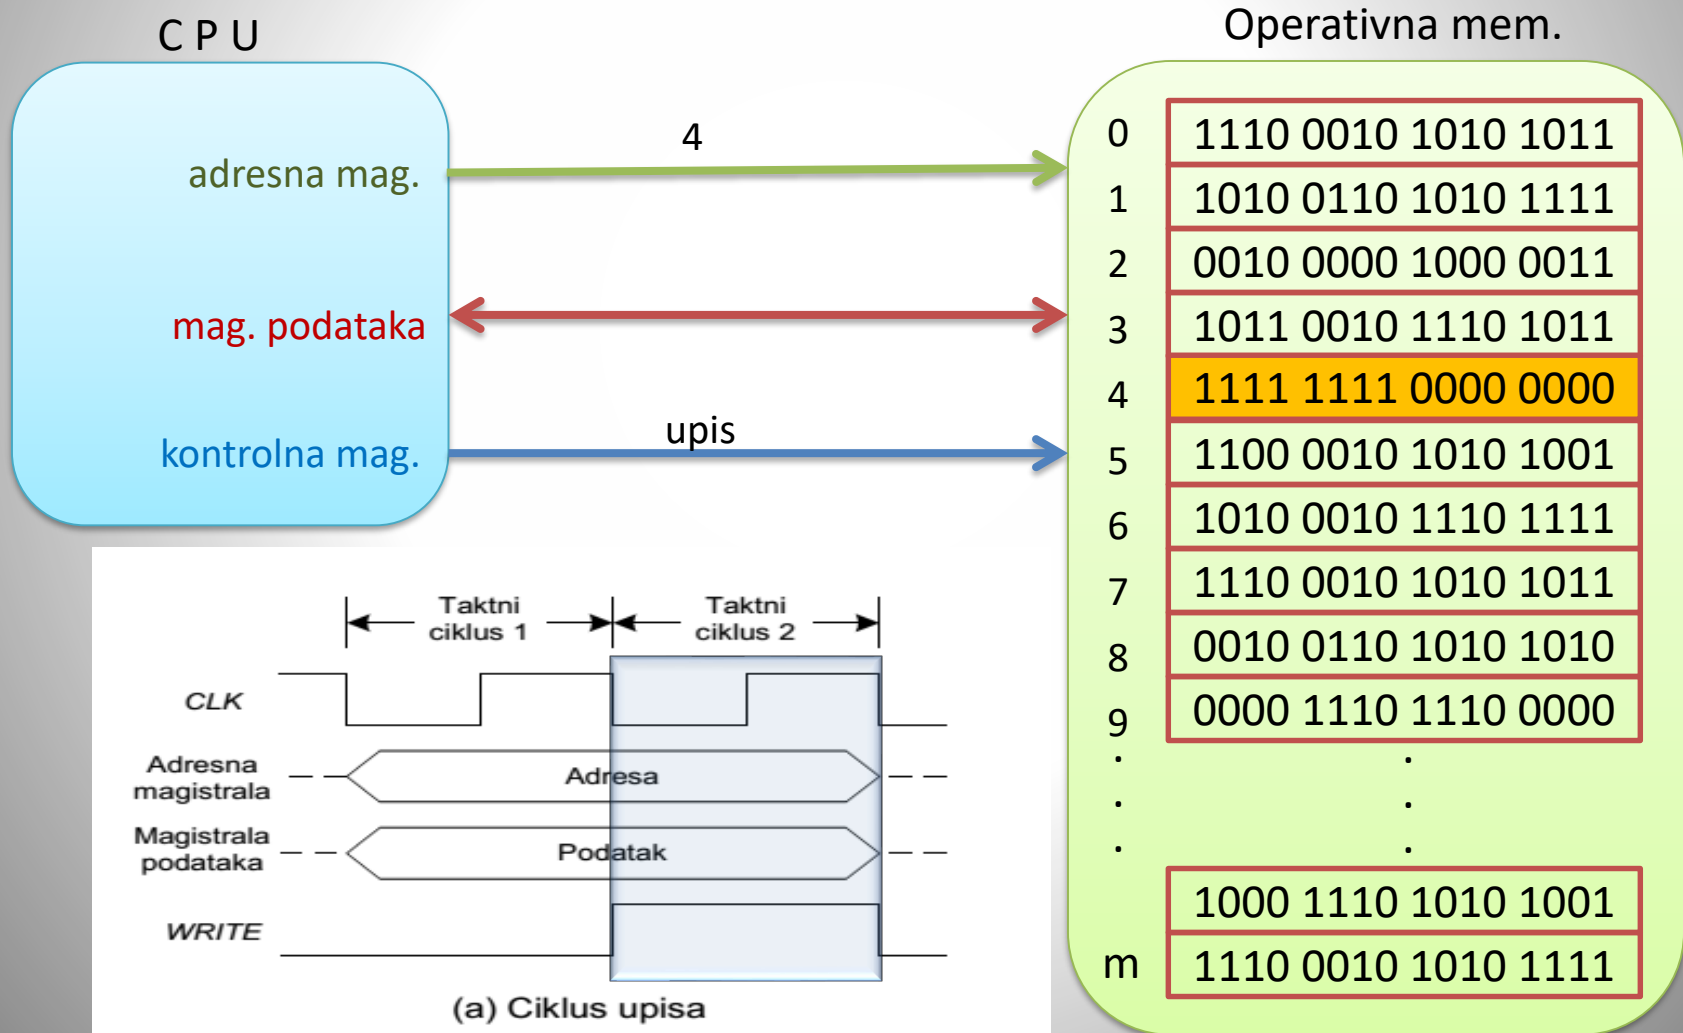 C P U
adresna mag.
mag. podataka
kontrolna mag.
4
upis
Operativna mem.
0 1110 0010 1010 1011
1 1010 0110 1010 1111
2 0010 0000 1000 0011
3 1011 0010 1110 1011
4 1111 1111 0000 0000
5 1100 0010 1010 1001
6 1010 0010 1110 1111
7 1110 0010 1010 1011
8 0010 0110 1010 1010
9 0000 1110 1110 0000
. .
. .
. .
1000 1110 1010 1001
m 1110 0010 1010 1111
Taktni
ciklus 1
Taktni
ciklus 2
CLK
Adresna
magistrala
Adresa
Magistrala
podataka
Podatak
WRITE
(a) Ciklus upisa